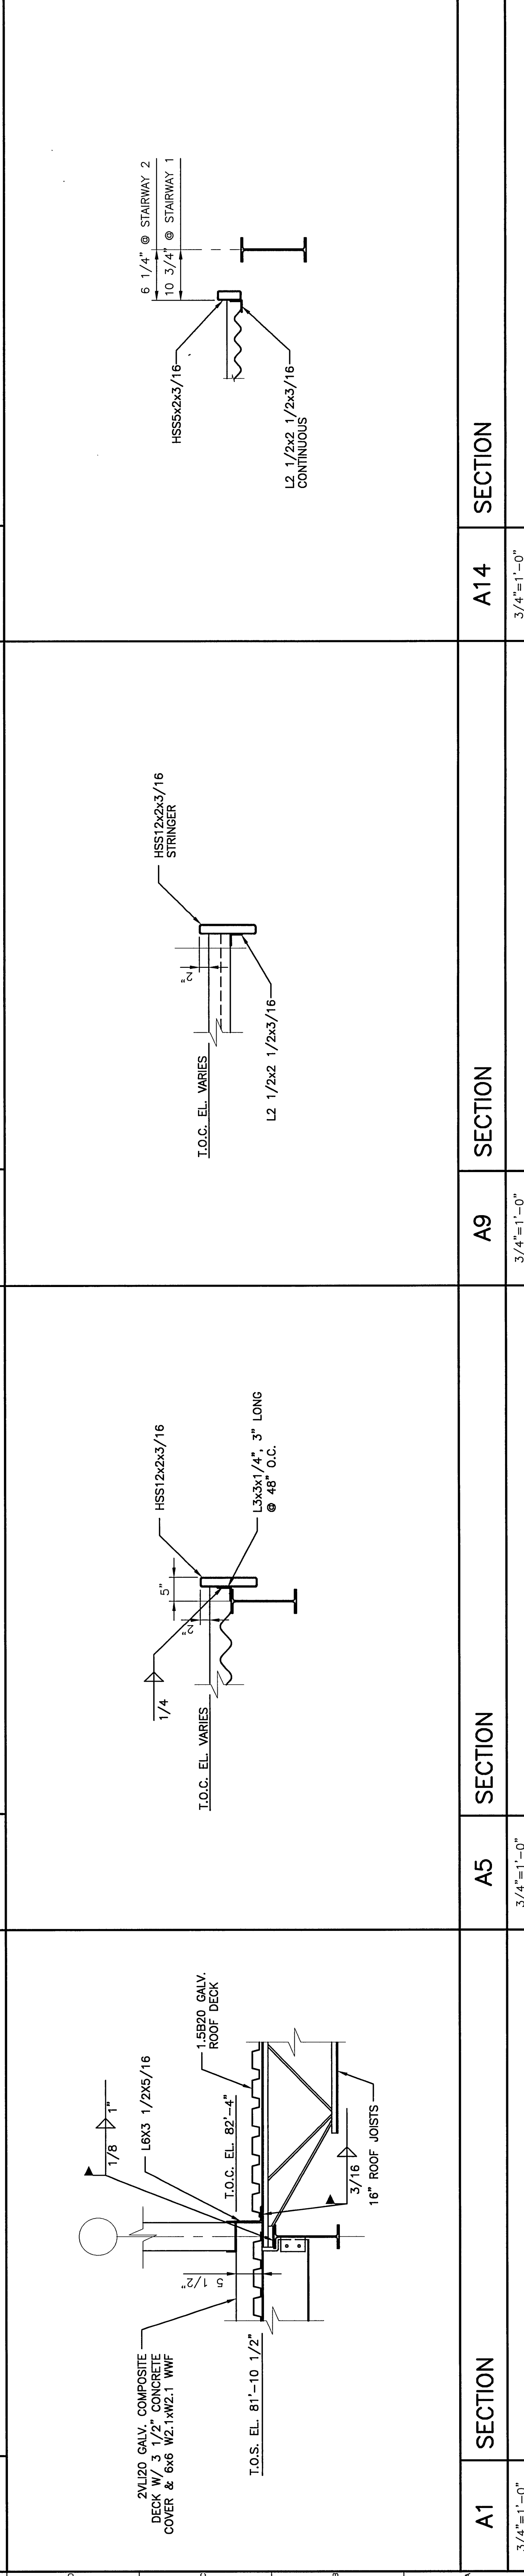 2VLI20 GALV. COMPOSITE
DECK W/ 3 1/2" CONCRETE
COVER & 6x6 W2.1xW2.1 WWF
1/8
1"
L6X3 1/2X5/16
1.5B20 GALV.
ROOF DECK
T.O.C. EL. 82'-4"
5 1/2"
T.O.S. EL. 81'-10 1/2"
3/16
16" ROOF JOISTS
A1
SECTION
3/4"=1'-0"
1/4
5"
2"
HSS12x2x3/16
T.O.C. EL. VARIES
L3x3x1/4", 3" LONG
@ 48" O.C.
A5
SECTION
3/4"=1'-0"
HSS12x2x3/16
STRINGER
2"
T.O.C. EL. VARIES
L2 1/2x2 1/2x3/16
A9
SECTION
3/4"=1'-0"
6 1/4" @ STAIRWAY 2
10 3/4" @ STAIRWAY 1
HSS5x2x3/16
L2 1/2x2 1/2x3/16
CONTINUOUS
A14
SECTION
3/4"=1'-0"